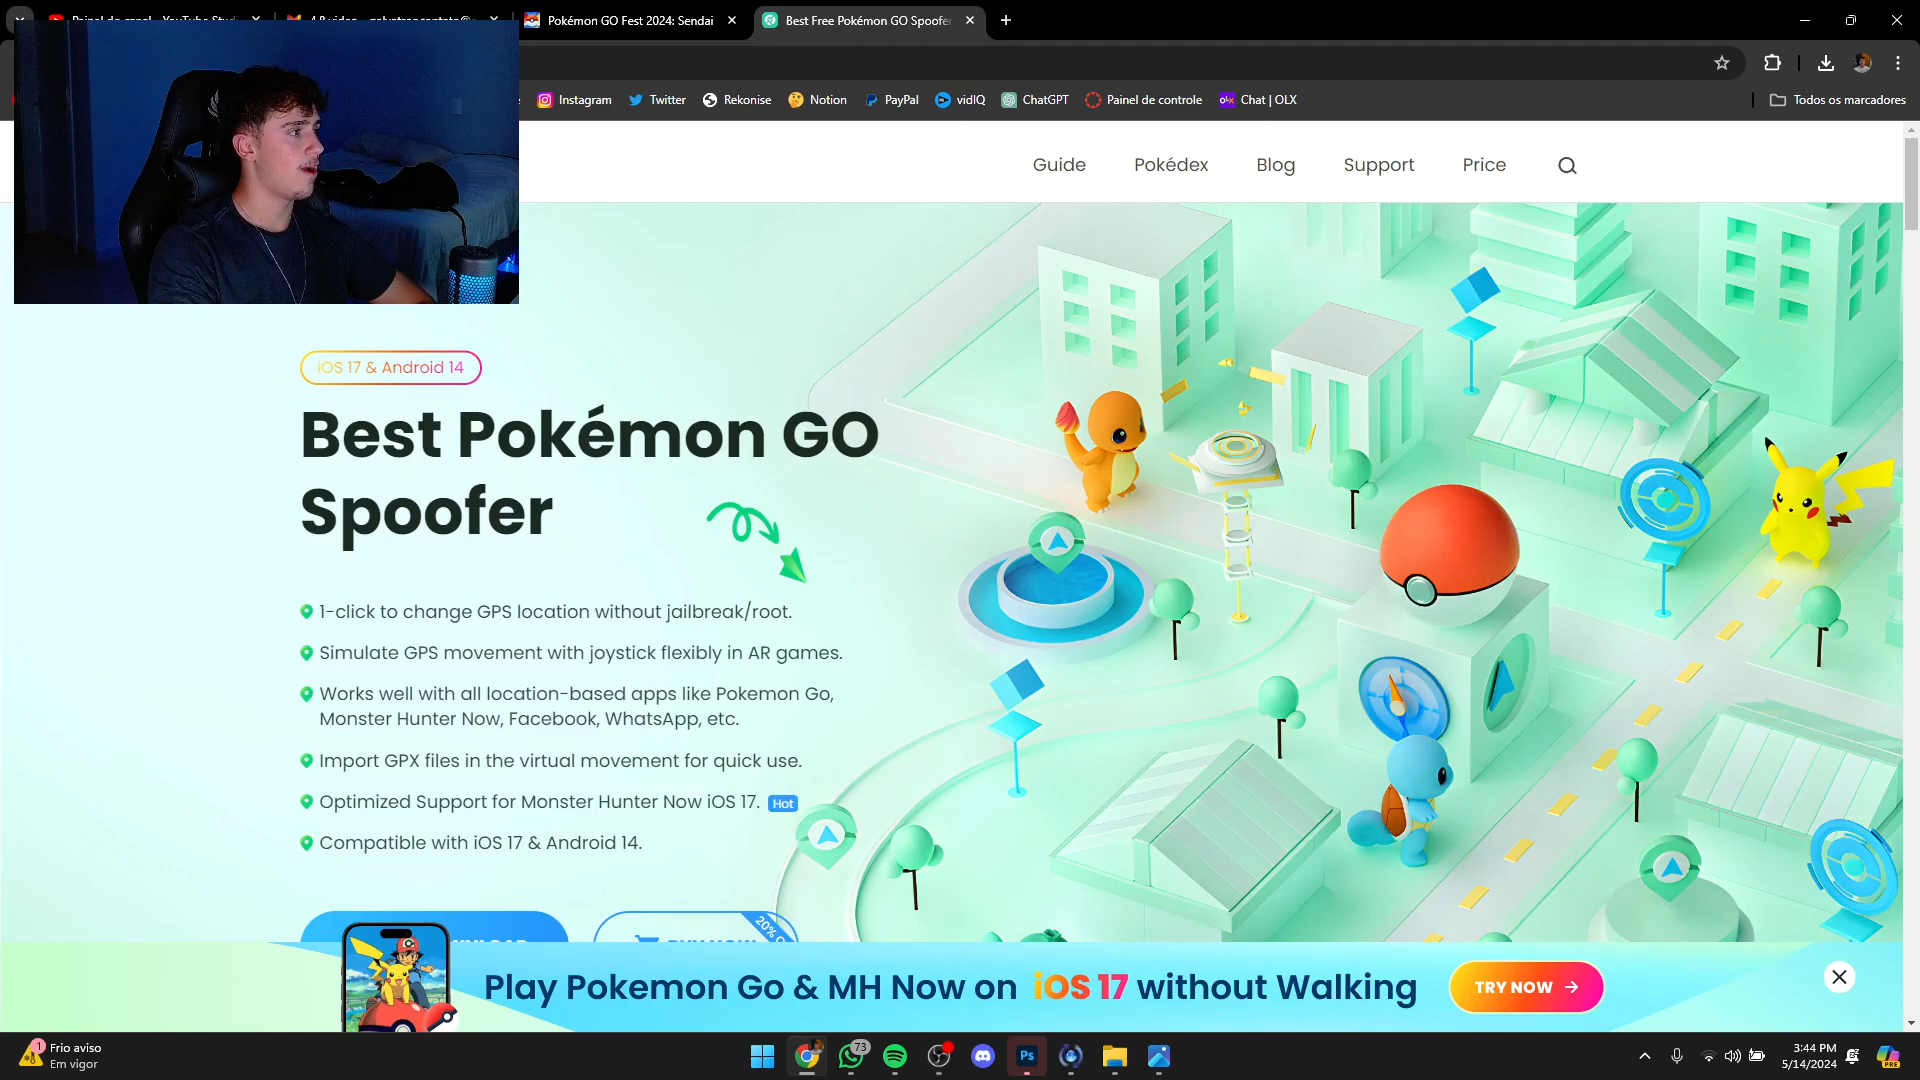 Pokémon GO Fest 2024: Sendai
Best Free Pokémon GO Spoofer
Instagram
Twitter
Rekonise
Notion
PayPal
vidIQ
ChatGPT
Painel de controle
Chat | OLX
Todos os marcadores
Guide
Pokédex
Blog
Support
Price
iOS 17 & Android 14
Best Pokémon GO
Spoofer
1-click to change GPS location without jailbreak/root.
Simulate GPS movement with joystick flexibly in AR games.
Works well with all location-based apps like Pokemon Go,
Monster Hunter Now, Facebook, WhatsApp, etc.
Import GPX files in the virtual movement for quick use.
Optimized Support for Monster Hunter Now iOS 17. Hot
Compatible with iOS 17 & Android 14.
20%
Play Pokemon Go & MH Now on iOS 17 without Walking
TRY NOW
1
Frio aviso
Em vigor
73
Ps
3:44 PM
5/14/2024
PRE